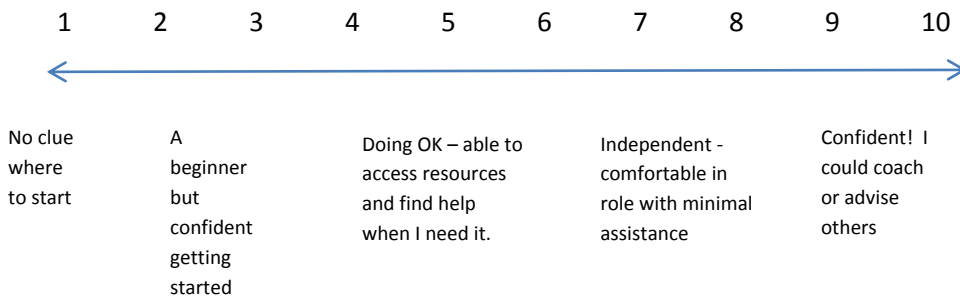 1 2 3 4 5 6 7 8 9 10
No clue
where
to start
A
beginner
but
confident
getting
started
Doing OK – able to
access resources
and find help
when I need it.
Independent -
comfortable in
role with minimal
assistance
Confident!  I
could coach
or advise
others